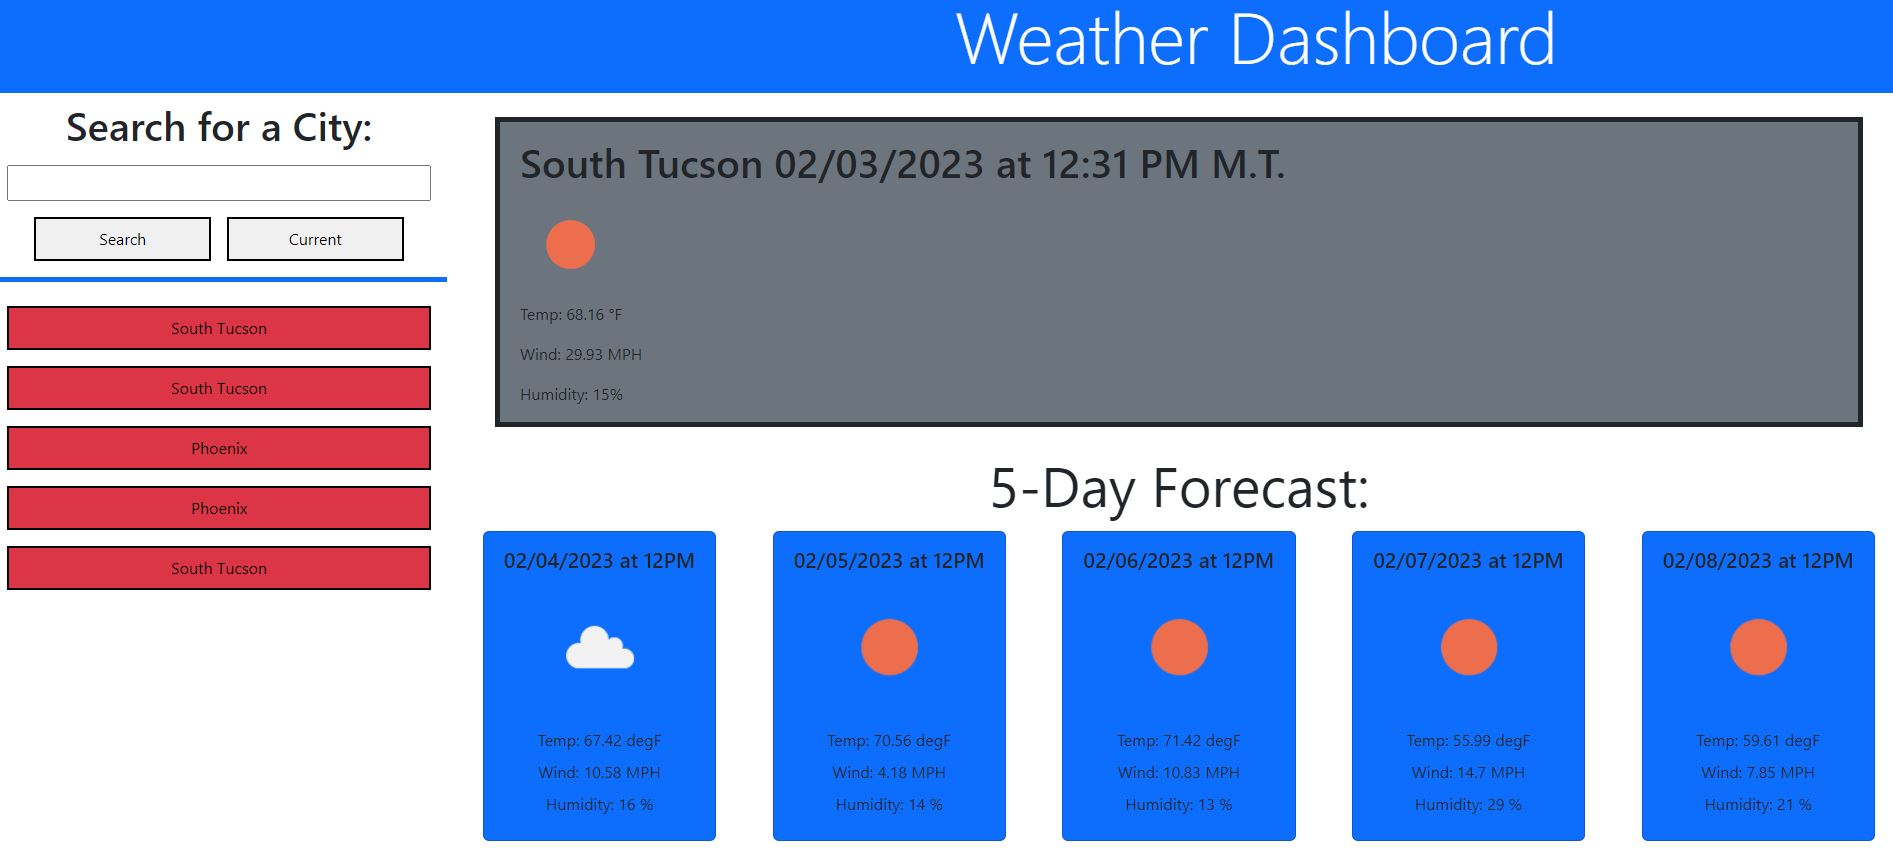 Weather Dashboard
Search for a City:
Search
Current
South Tucson
South Tucson
Phoenix
Phoenix
South Tucson
South Tucson 02/03/2023 at 12:31 PM M.T.
Temp: 68.16 °F
Wind: 29.93 MPH
Humidity: 15%
5-Day Forecast:
02/04/2023 at 12PM
Temp: 67.42 degF
Wind: 10.58 MPH
Humidity: 16 %
02/05/2023 at 12PM
Temp: 70.56 degF
Wind: 4.18 MPH
Humidity: 14 %
02/06/2023 at 12PM
Temp: 71.42 degF
Wind: 10.83 MPH
Humidity: 13 %
02/07/2023 at 12PM
Temp: 55.99 degF
Wind: 14.7 MPH
Humidity: 29 %
02/08/2023 at 12PM
Temp: 59.61 degF
Wind: 7.85 MPH
Humidity: 21 %